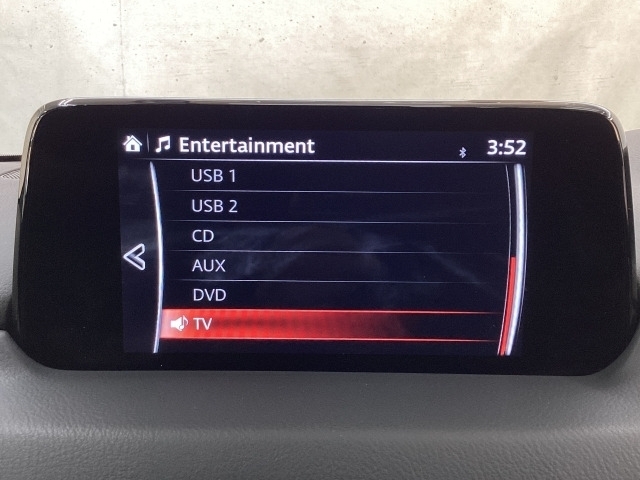 Entertainment 3:52
USB 1
USB 2
CD
AUX
DVD
TV